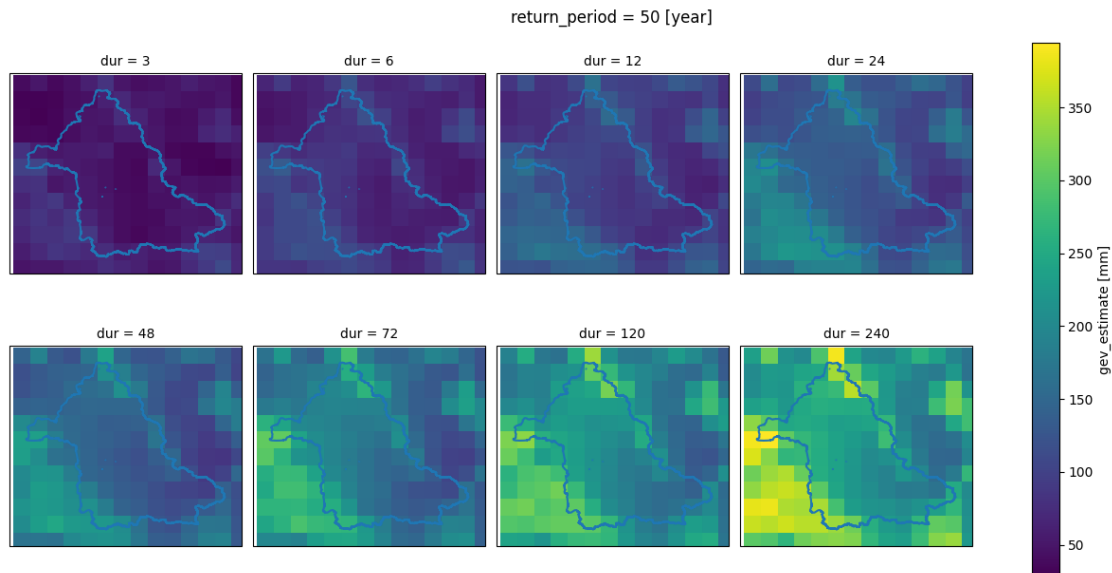 return_period = 50 [year]
dur = 3
dur = 6
dur = 12
dur = 24
dur = 48
dur = 72
dur = 120
dur = 240
350
300
250
200
150
100
50
gev_estimate [mm]